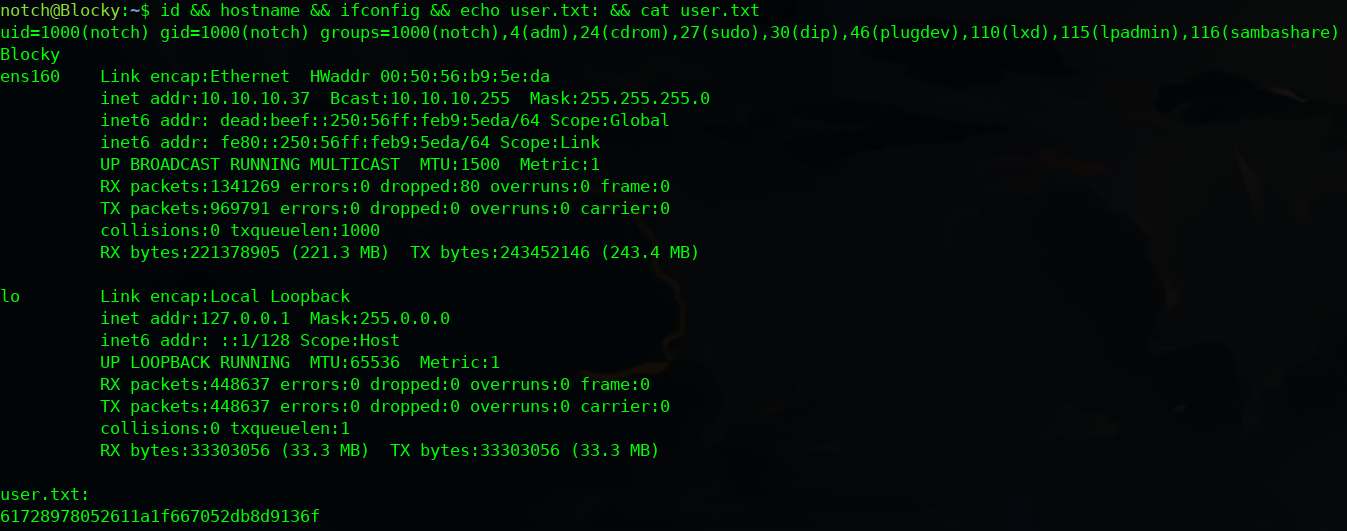 notch@Blocky:~$ id && hostname && ifconfig && echo user.txt: && cat user.txt
uid=1000(notch) gid=1000(notch) groups=1000(notch),4(adm),24(cdrom),27(sudo),30(dip),46(plugdev),110(lxd),115(lpadmin),116(sambashare)
Blocky
ens160    Link encap:Ethernet  HWaddr 00:50:56:b9:5e:da
          inet addr:10.10.10.37  Bcast:10.10.10.255  Mask:255.255.255.0
          inet6 addr: dead:beef::250:56ff:feb9:5eda/64 Scope:Global
          inet6 addr: fe80::250:56ff:feb9:5eda/64 Scope:Link
          UP BROADCAST RUNNING MULTICAST  MTU:1500  Metric:1
          RX packets:1341269 errors:0 dropped:80 overruns:0 frame:0
          TX packets:969791 errors:0 dropped:0 overruns:0 carrier:0
          collisions:0 txqueuelen:1000
          RX bytes:221378905 (221.3 MB)  TX bytes:243452146 (243.4 MB)

lo        Link encap:Local Loopback
          inet addr:127.0.0.1  Mask:255.0.0.0
          inet6 addr: ::1/128 Scope:Host
          UP LOOPBACK RUNNING  MTU:65536  Metric:1
          RX packets:448637 errors:0 dropped:0 overruns:0 frame:0
          TX packets:448637 errors:0 dropped:0 overruns:0 carrier:0
          collisions:0 txqueuelen:1
          RX bytes:33303056 (33.3 MB)  TX bytes:33303056 (33.3 MB)

user.txt:
61728978052611a1f667052db8d9136f